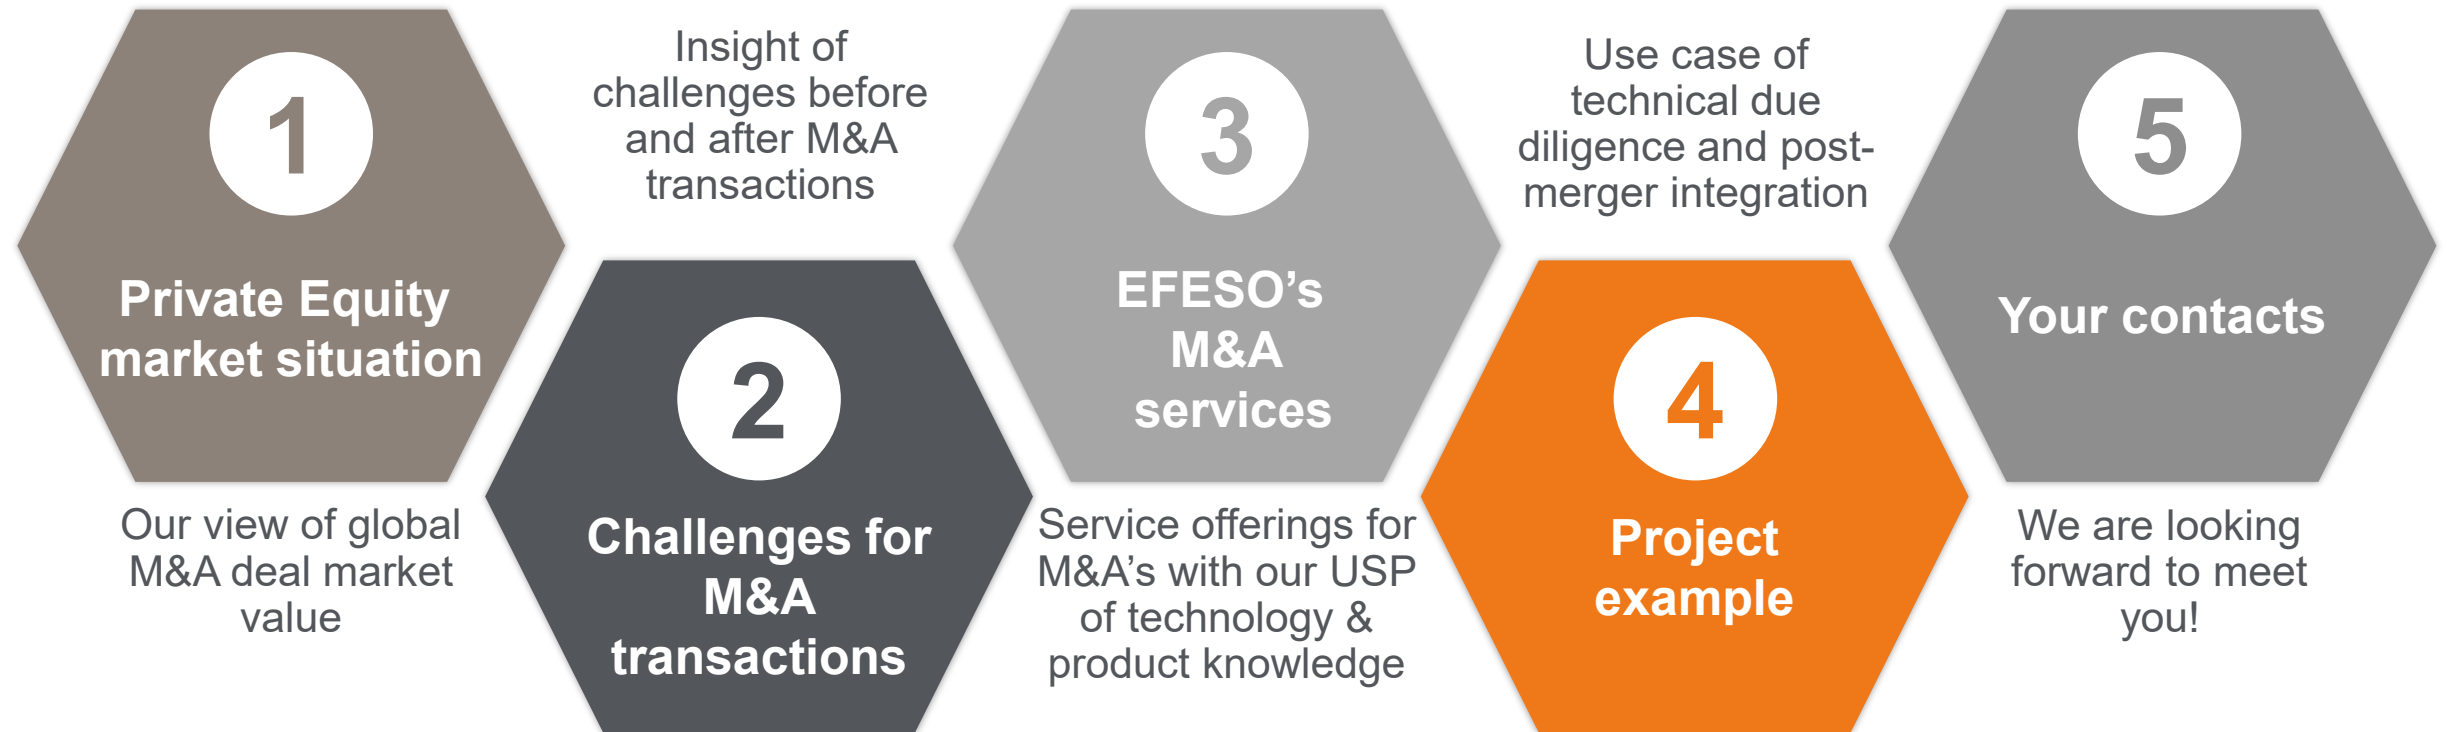 1
Private Equity
market situation
Our view of global
M&A deal market
value
Insight of
challenges before
and after M&A
transactions
2
Challenges for
M&A
transactions
3
EFESO’s
M&A
services
Service offerings for
M&A’s with our USP
of technology &
product knowledge
Use case of
technical due
diligence and post-
merger integration
4
Project
example
5
Your contacts
We are looking
forward to meet
you!